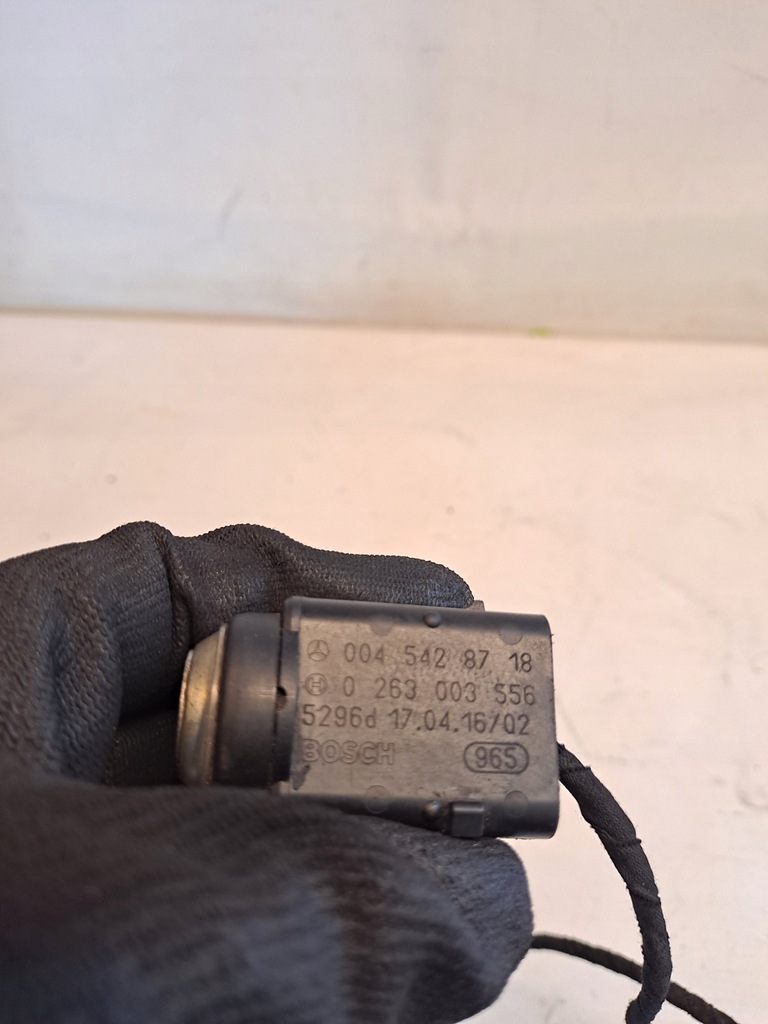 004 542 87 18
0 263 003 556
5296d 17.04.16/02
BOSCH 965